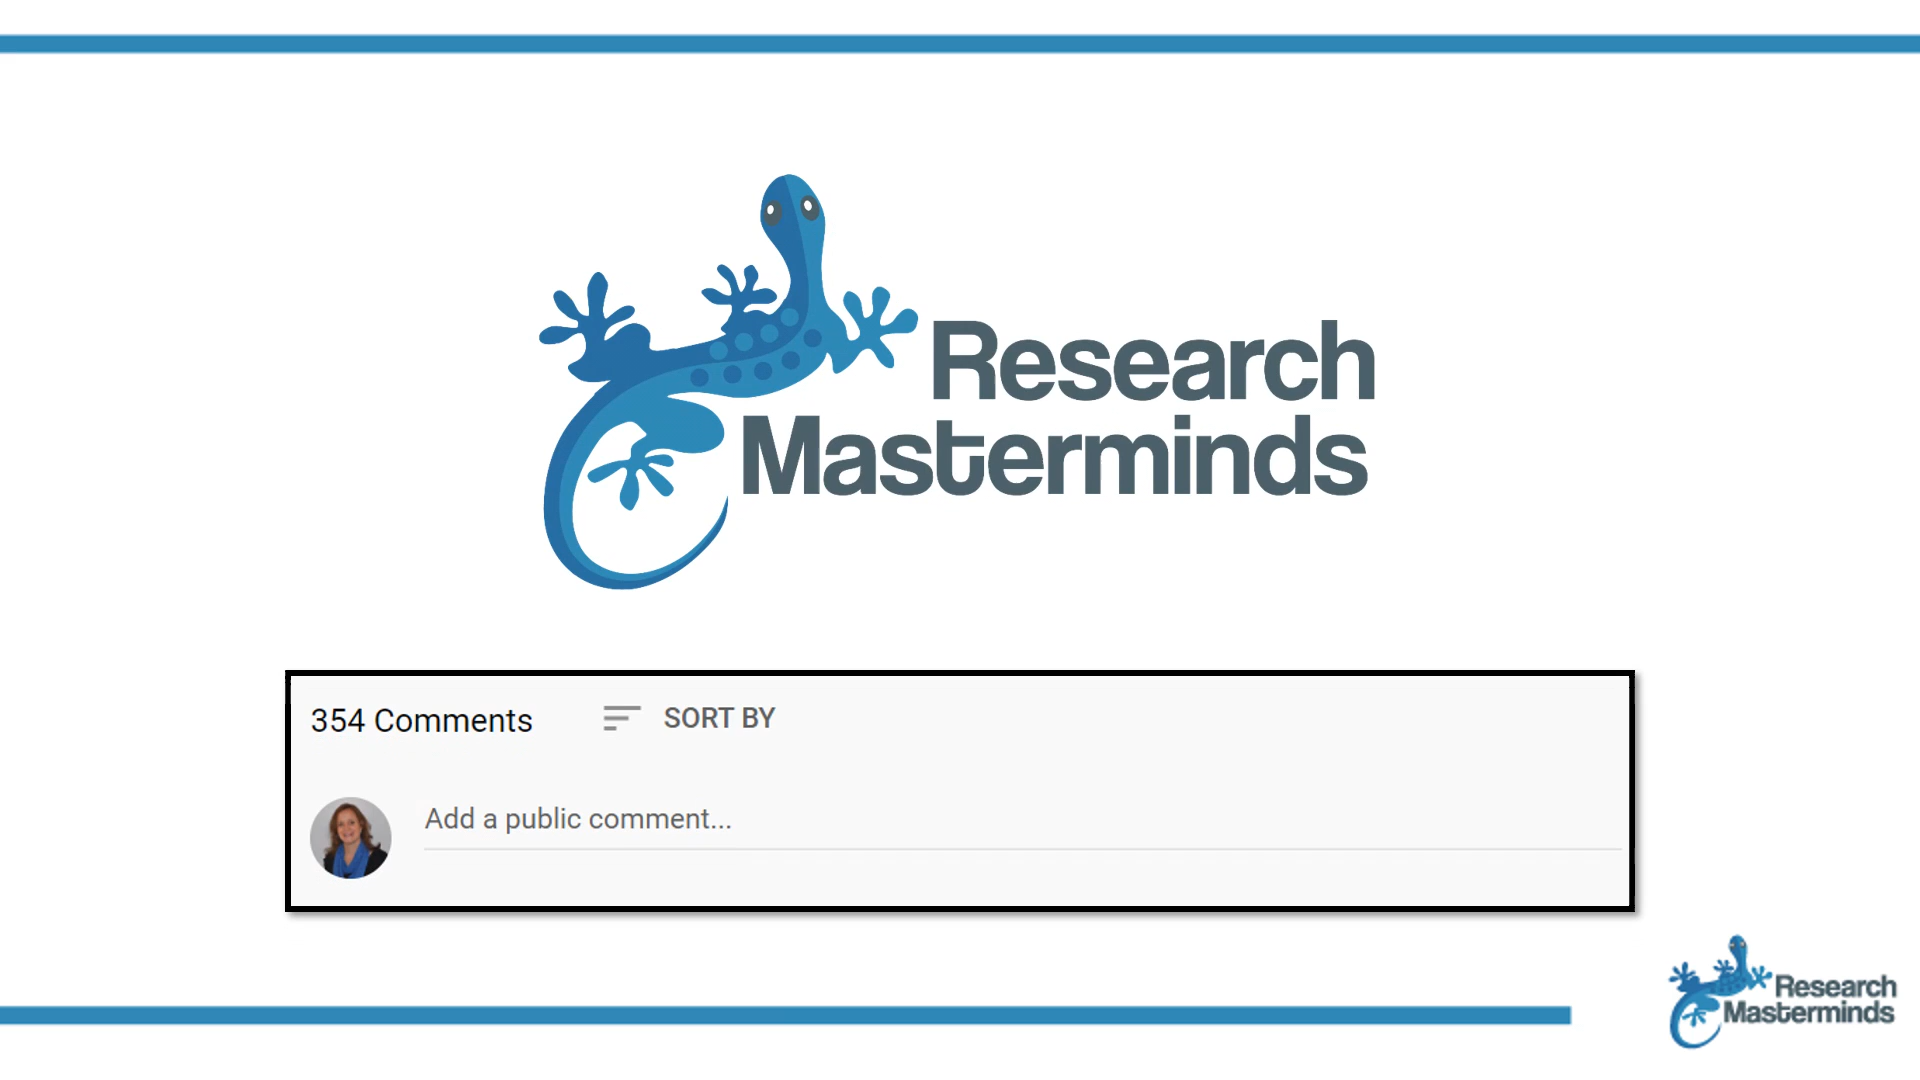 Research
Masterminds
354 Comments SORT BY
Add a public comment...
Research
Masterminds